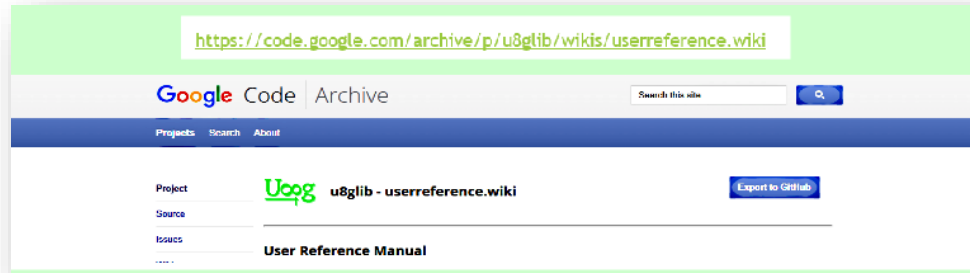 https://code.google.com/archive/p/u8glib/wikis/userreference.wiki
Google Code Archive
Search this site
Projects Search About
Project
u8glib - userreference.wiki
Export to GitHub
Source
Issues
User Reference Manual